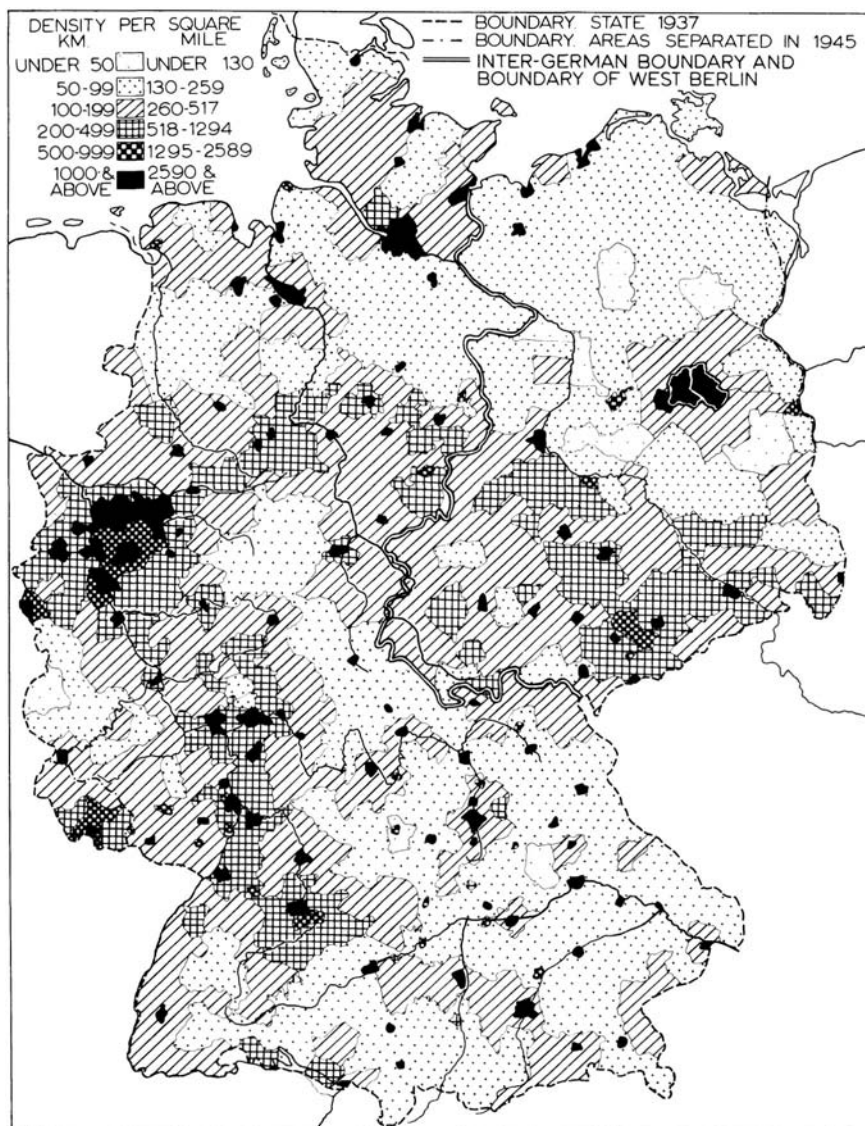 DENSITY PER SQUARE
KM. MILE
UNDER 50 UNDER 130
50-99 130-259
100-199 260-517
200-499 518-1294
500-999 1295-2589
1000 & ABOVE 2590 & ABOVE
BOUNDARY. STATE 1937
BOUNDARY. AREAS SEPARATED IN 1945
INTER-GERMAN BOUNDARY AND
BOUNDARY OF WEST BERLIN